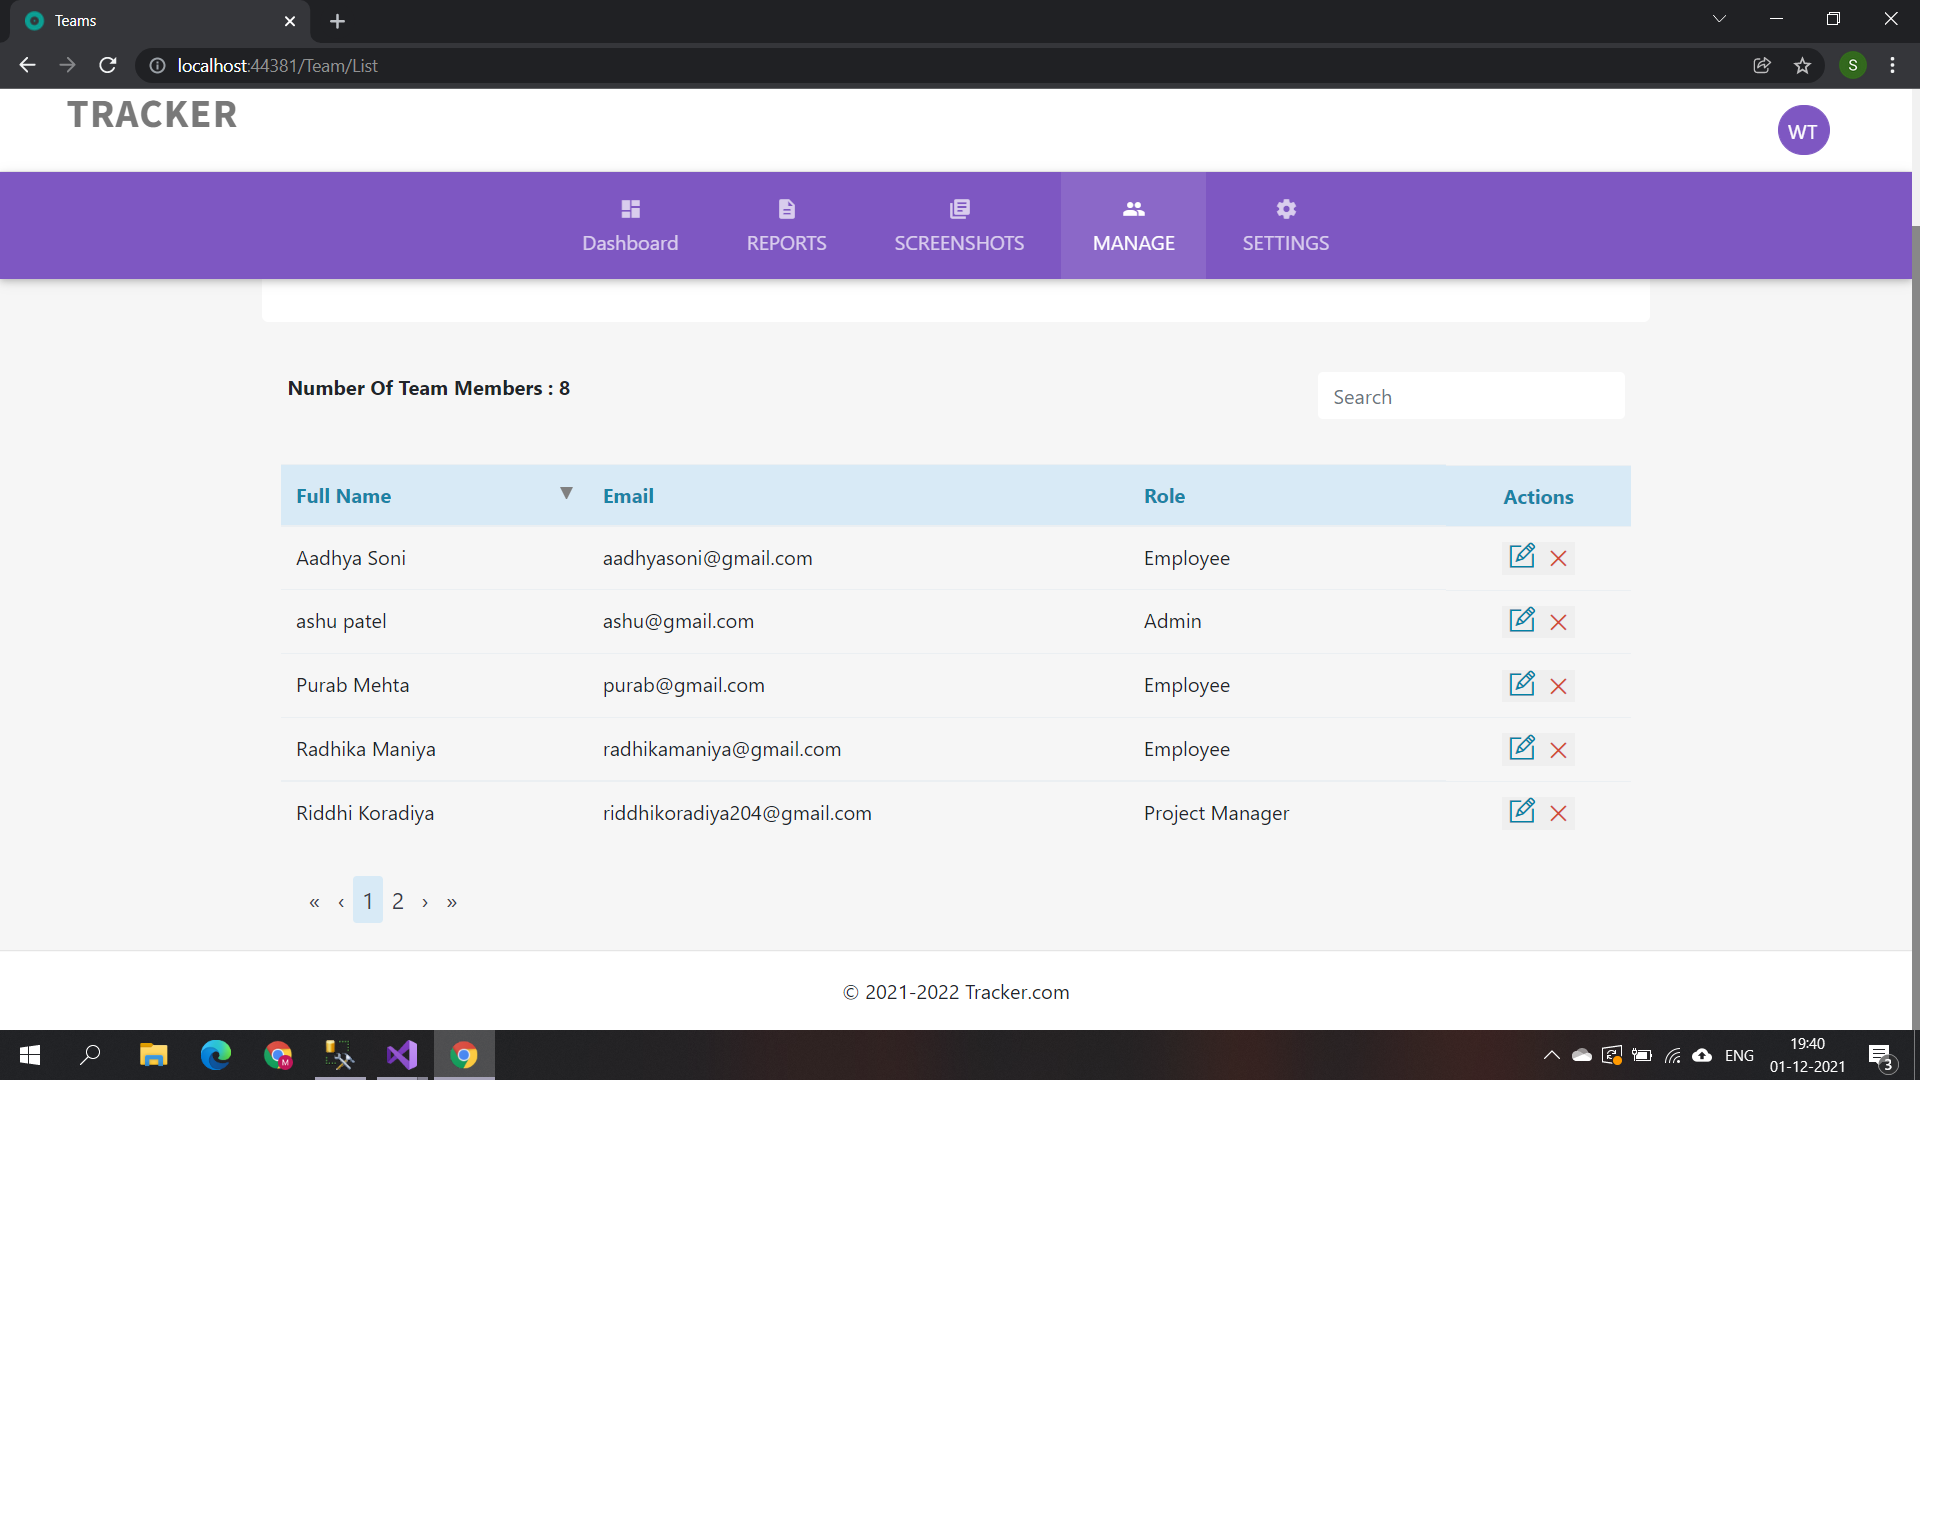 Teams
localhost:44381/Team/List
S
TRACKER
WT
Dashboard REPORTS SCREENSHOTS MANAGE SETTINGS
Number Of Team Members : 8
Search
Full Name ▼ Email Role Actions
Aadhya Soni aadhyasoni@gmail.com Employee
ashu patel ashu@gmail.com Admin
Purab Mehta purab@gmail.com Employee
Radhika Maniya radhikamaniya@gmail.com Employee
Riddhi Koradiya riddhikoradiya204@gmail.com Project Manager
« ‹ 1 2 › »
© 2021-2022 Tracker.com
M
ENG
19:40
01-12-2021
3